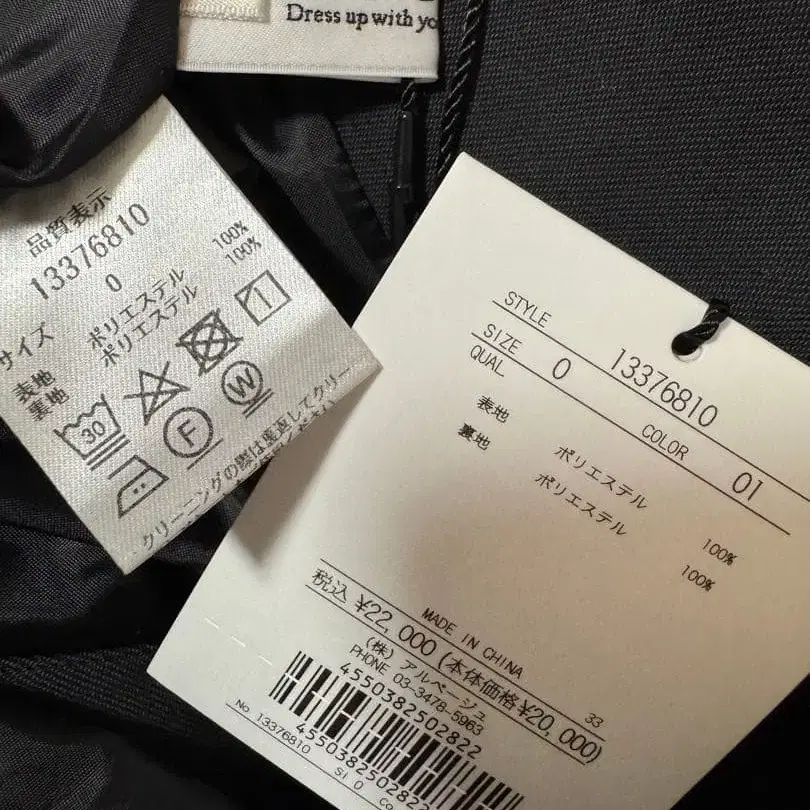 Dress up with yo
品質表示
13376810
サイズ 0
表地 ポリエステル 100%
裏地 ポリエステル 100%
30
F
W
クリーニングの際は裏返してクリー
STYLE 13376810
SIZE 0 COLOR 01
QUAL
表地 ポリエステル 100%
裏地 ポリエステル 100%
MADE IN CHINA
33
税込 ¥22,000 (本体価格¥20,000)
(株) アルページュ
PHONE 03-3478-5963
4550382502822
4550382502822
No 13376810 Si 0 Co